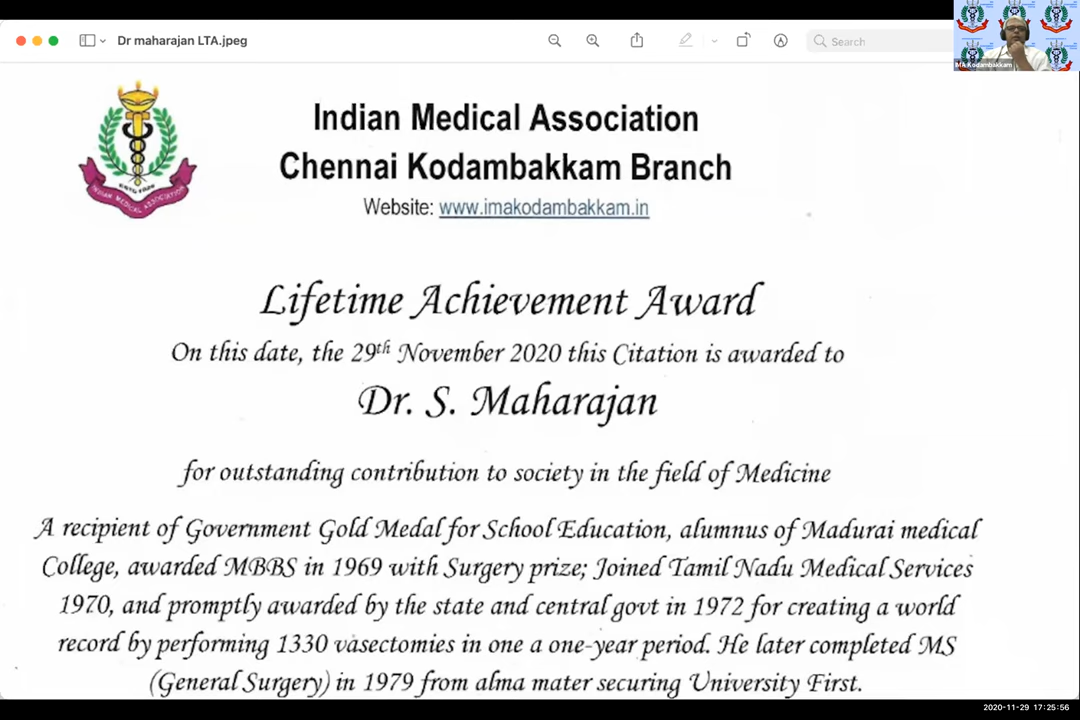 Dr maharajan LTA.jpeg
Search
IMA Kodambakkam
INDIAN MEDICAL ASSOCIATION
Indian Medical Association
Chennai Kodambakkam Branch
Website: www.imakodambakkam.in
Lifetime Achievement Award
On this date, the 29th November 2020 this Citation is awarded to
Dr. S. Maharajan
for outstanding contribution to society in the field of Medicine
A recipient of Government Gold Medal for School Education, alumnus of Madurai medical
College, awarded MBBS in 1969 with Surgery prize; Joined Tamil Nadu Medical Services
1970, and promptly awarded by the state and central govt in 1972 for creating a world
record by performing 1330 vasectomies in one a one-year period. He later completed MS
(General Surgery) in 1979 from alma mater securing University First.
2020-11-29 17:25:56